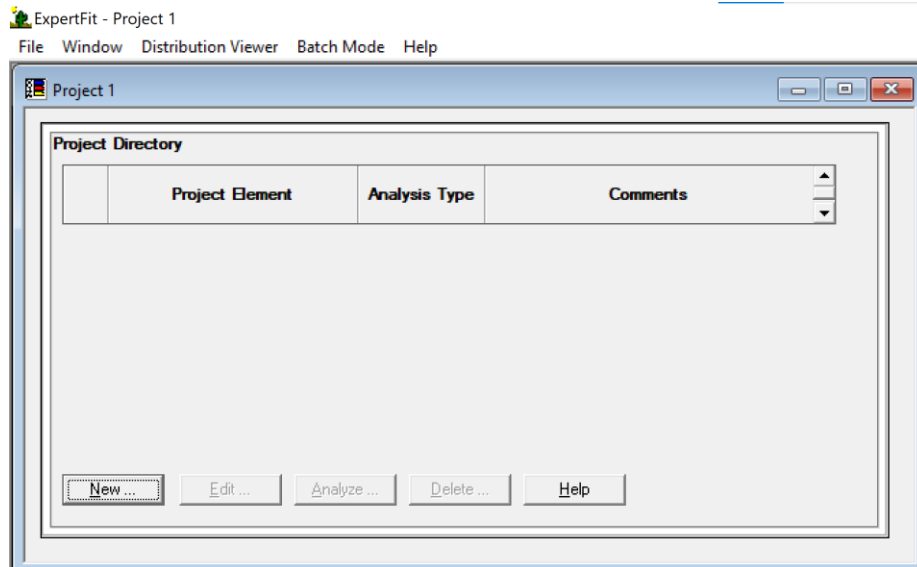 ExpertFit - Project 1
File Window Distribution Viewer Batch Mode Help
Project 1
Project Directory
Project Element Analysis Type Comments
New ... Edit ... Analyze ... Delete ... Help